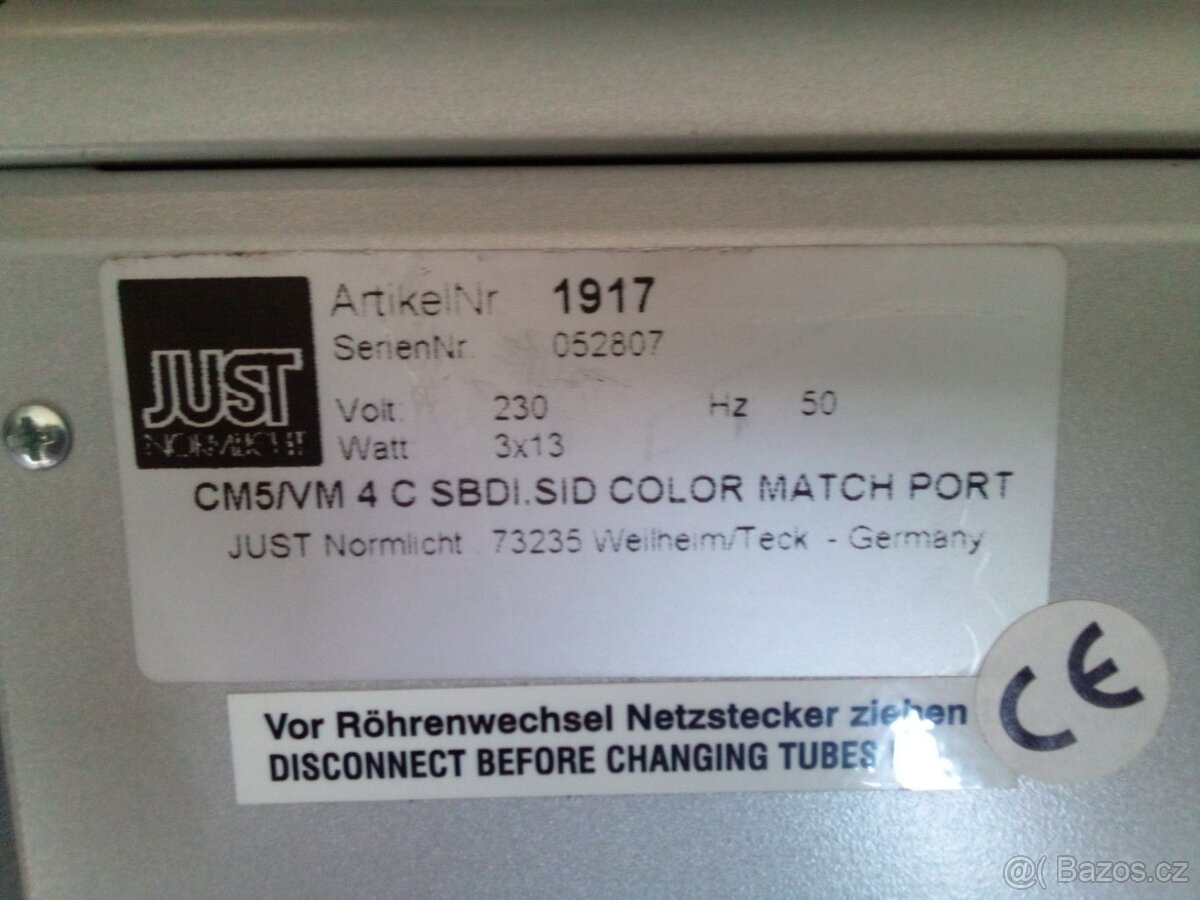 JUST
NORMLICHT
ArtikelNr 1917
SerienNr. 052807
Volt: 230 Hz 50
Watt 3x13
CM5/VM 4 C SBDI.SID COLOR MATCH PORT
JUST Normlicht 73235 Weilheim/Teck - Germany
Vor Röhrenwechsel Netzstecker ziehen
DISCONNECT BEFORE CHANGING TUBES
CE
@( Bazos.cz